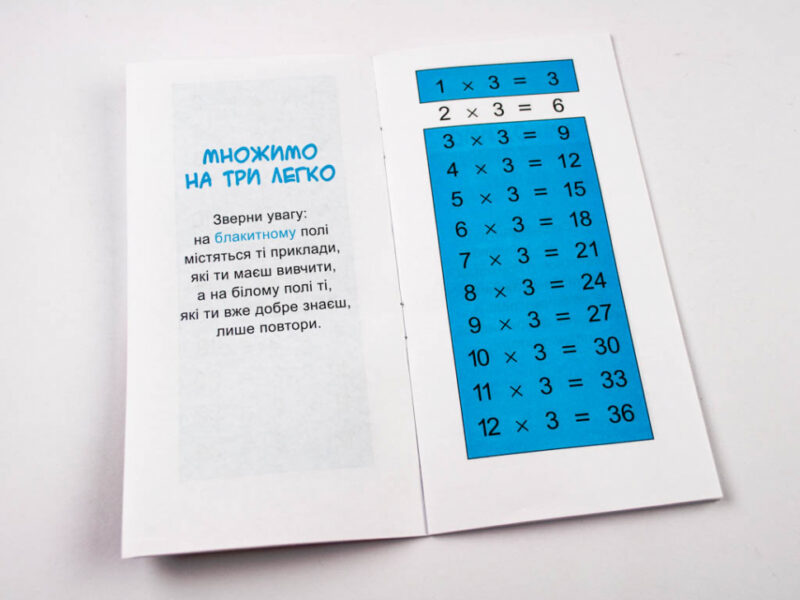 МНОЖИМО
НА ТРИ ЛЕГКО
Зверни увагу:
на блакитному полі
містяться ті приклади,
які ти маєш вивчити,
а на білому полі ті,
які ти вже добре знаєш,
лише повтори.
1 × 3 = 3
2 × 3 = 6
3 × 3 = 9
4 × 3 = 12
5 × 3 = 15
6 × 3 = 18
7 × 3 = 21
8 × 3 = 24
9 × 3 = 27
10 × 3 = 30
11 × 3 = 33
12 × 3 = 36